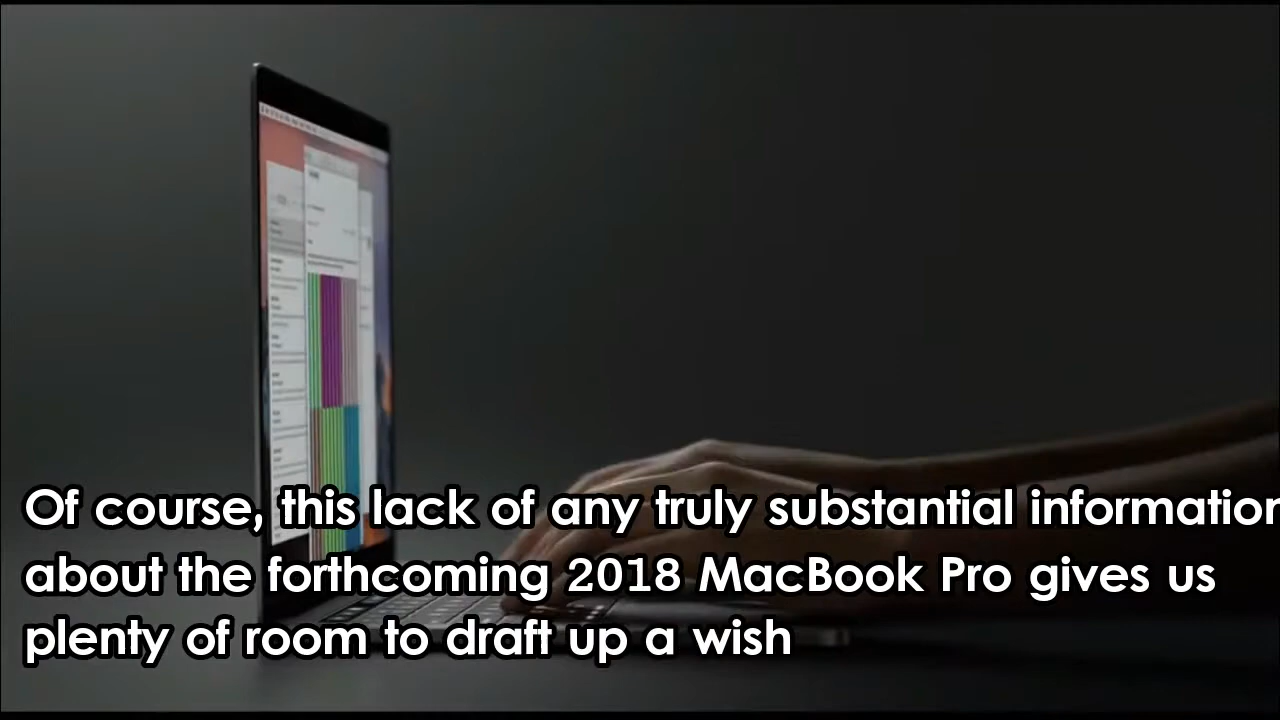 Of course, this lack of any truly substantial information
about the forthcoming 2018 MacBook Pro gives us
plenty of room to draft up a wish